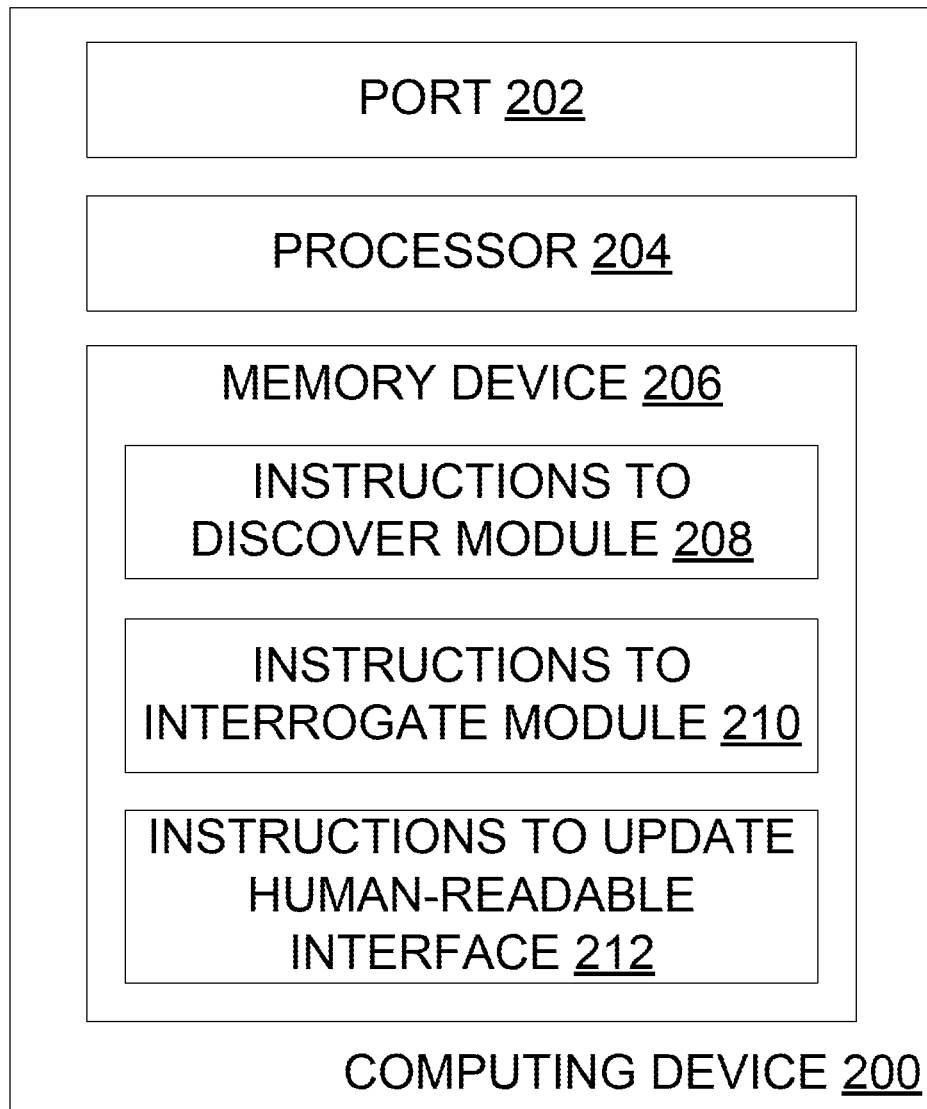 PORT 202
PROCESSOR 204
MEMORY DEVICE 206
INSTRUCTIONS TO
DISCOVER MODULE 208
INSTRUCTIONS TO
INTERROGATE MODULE 210
INSTRUCTIONS TO UPDATE
HUMAN-READABLE
INTERFACE 212
COMPUTING DEVICE 200